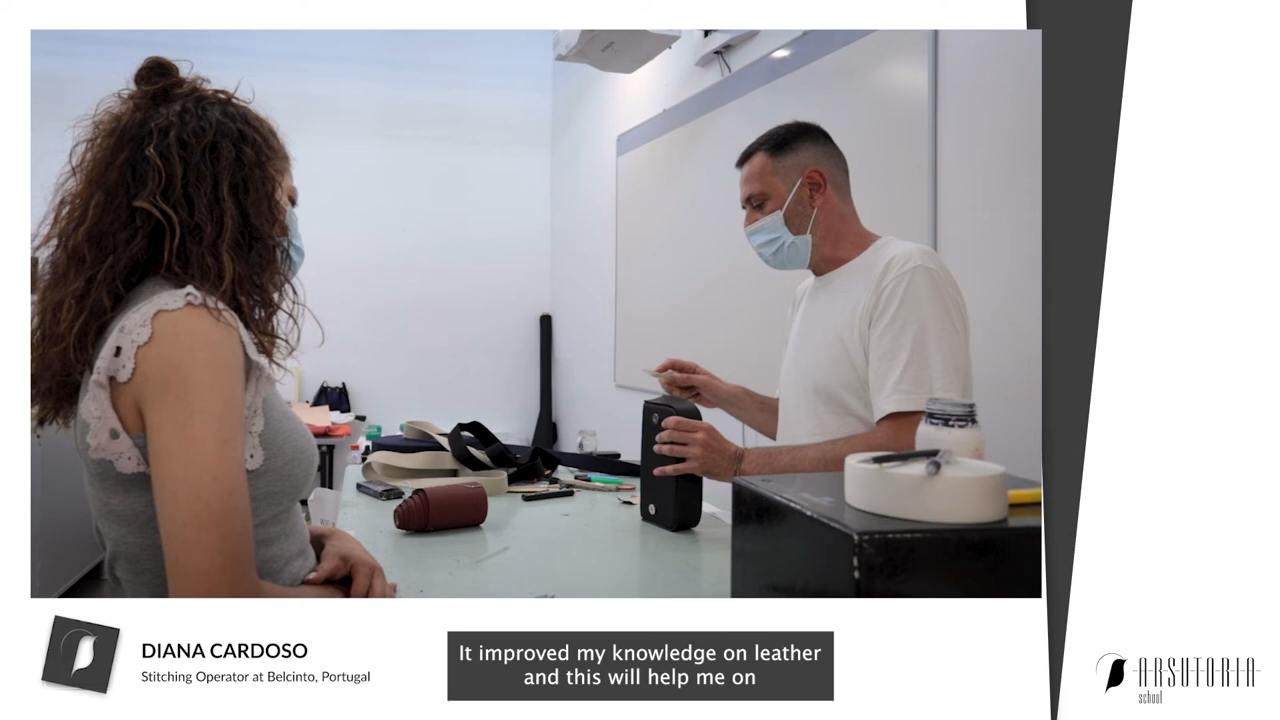 DIANA CARDOSO
Stitching Operator at Belcinto, Portugal
It improved my knowledge on leather
and this will help me on
ARSUTORIA
school